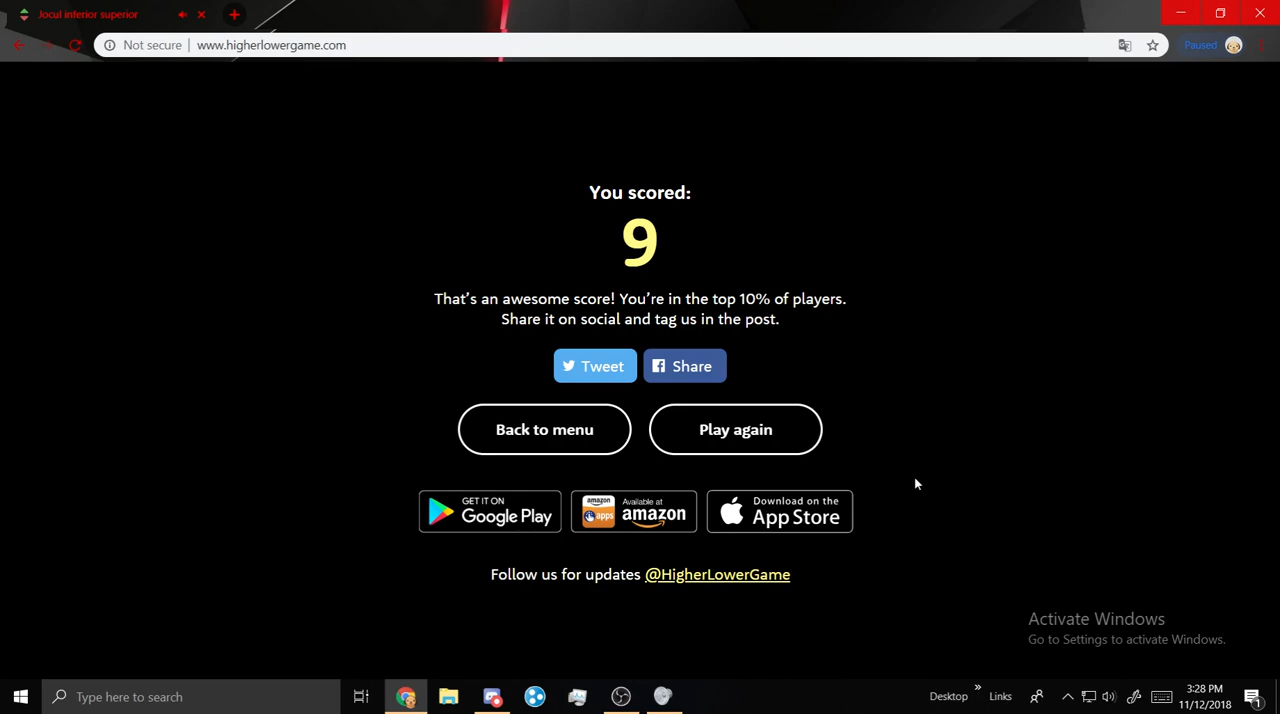 Jocul inferior superior
Not secure
www.higherlowergame.com
Paused
You scored:
9
That's an awesome score! You're in the top 10% of players.
Share it on social and tag us in the post.
Tweet
Share
Back to menu
Play again
GET IT ON
Google Play
amazon
apps
Available at
amazon
Download on the
App Store
Follow us for updates @HigherLowerGame
Activate Windows
Go to Settings to activate Windows.
Type here to search
Desktop
Links
3:28 PM
11/12/2018
1